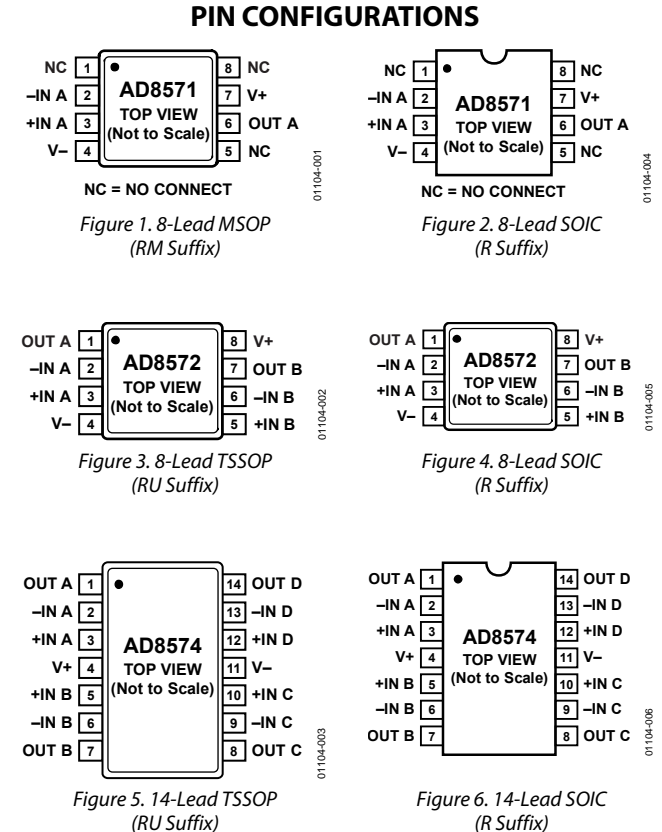 PIN CONFIGURATIONS
NC 1
–IN A 2
+IN A 3
V– 4
AD8571
TOP VIEW
(Not to Scale)
8 NC
7 V+
6 OUT A
5 NC
NC = NO CONNECT
01104-001
Figure 1. 8-Lead MSOP
(RM Suffix)
NC 1
–IN A 2
+IN A 3
V– 4
AD8571
TOP VIEW
(Not to Scale)
8 NC
7 V+
6 OUT A
5 NC
NC = NO CONNECT
01104-004
Figure 2. 8-Lead SOIC
(R Suffix)
OUT A 1
–IN A 2
+IN A 3
V– 4
AD8572
TOP VIEW
(Not to Scale)
8 V+
7 OUT B
6 –IN B
5 +IN B
01104-002
Figure 3. 8-Lead TSSOP
(RU Suffix)
OUT A 1
–IN A 2
+IN A 3
V– 4
AD8572
TOP VIEW
(Not to Scale)
8 V+
7 OUT B
6 –IN B
5 +IN B
01104-005
Figure 4. 8-Lead SOIC
(R Suffix)
OUT A 1
–IN A 2
+IN A 3
V+ 4
+IN B 5
–IN B 6
OUT B 7
AD8574
TOP VIEW
(Not to Scale)
14 OUT D
13 –IN D
12 +IN D
11 V–
10 +IN C
9 –IN C
8 OUT C
01104-003
Figure 5. 14-Lead TSSOP
(RU Suffix)
OUT A 1
–IN A 2
+IN A 3
V+ 4
+IN B 5
–IN B 6
OUT B 7
AD8574
TOP VIEW
(Not to Scale)
14 OUT D
13 –IN D
12 +IN D
11 V–
10 +IN C
9 –IN C
8 OUT C
01104-006
Figure 6. 14-Lead SOIC
(R Suffix)